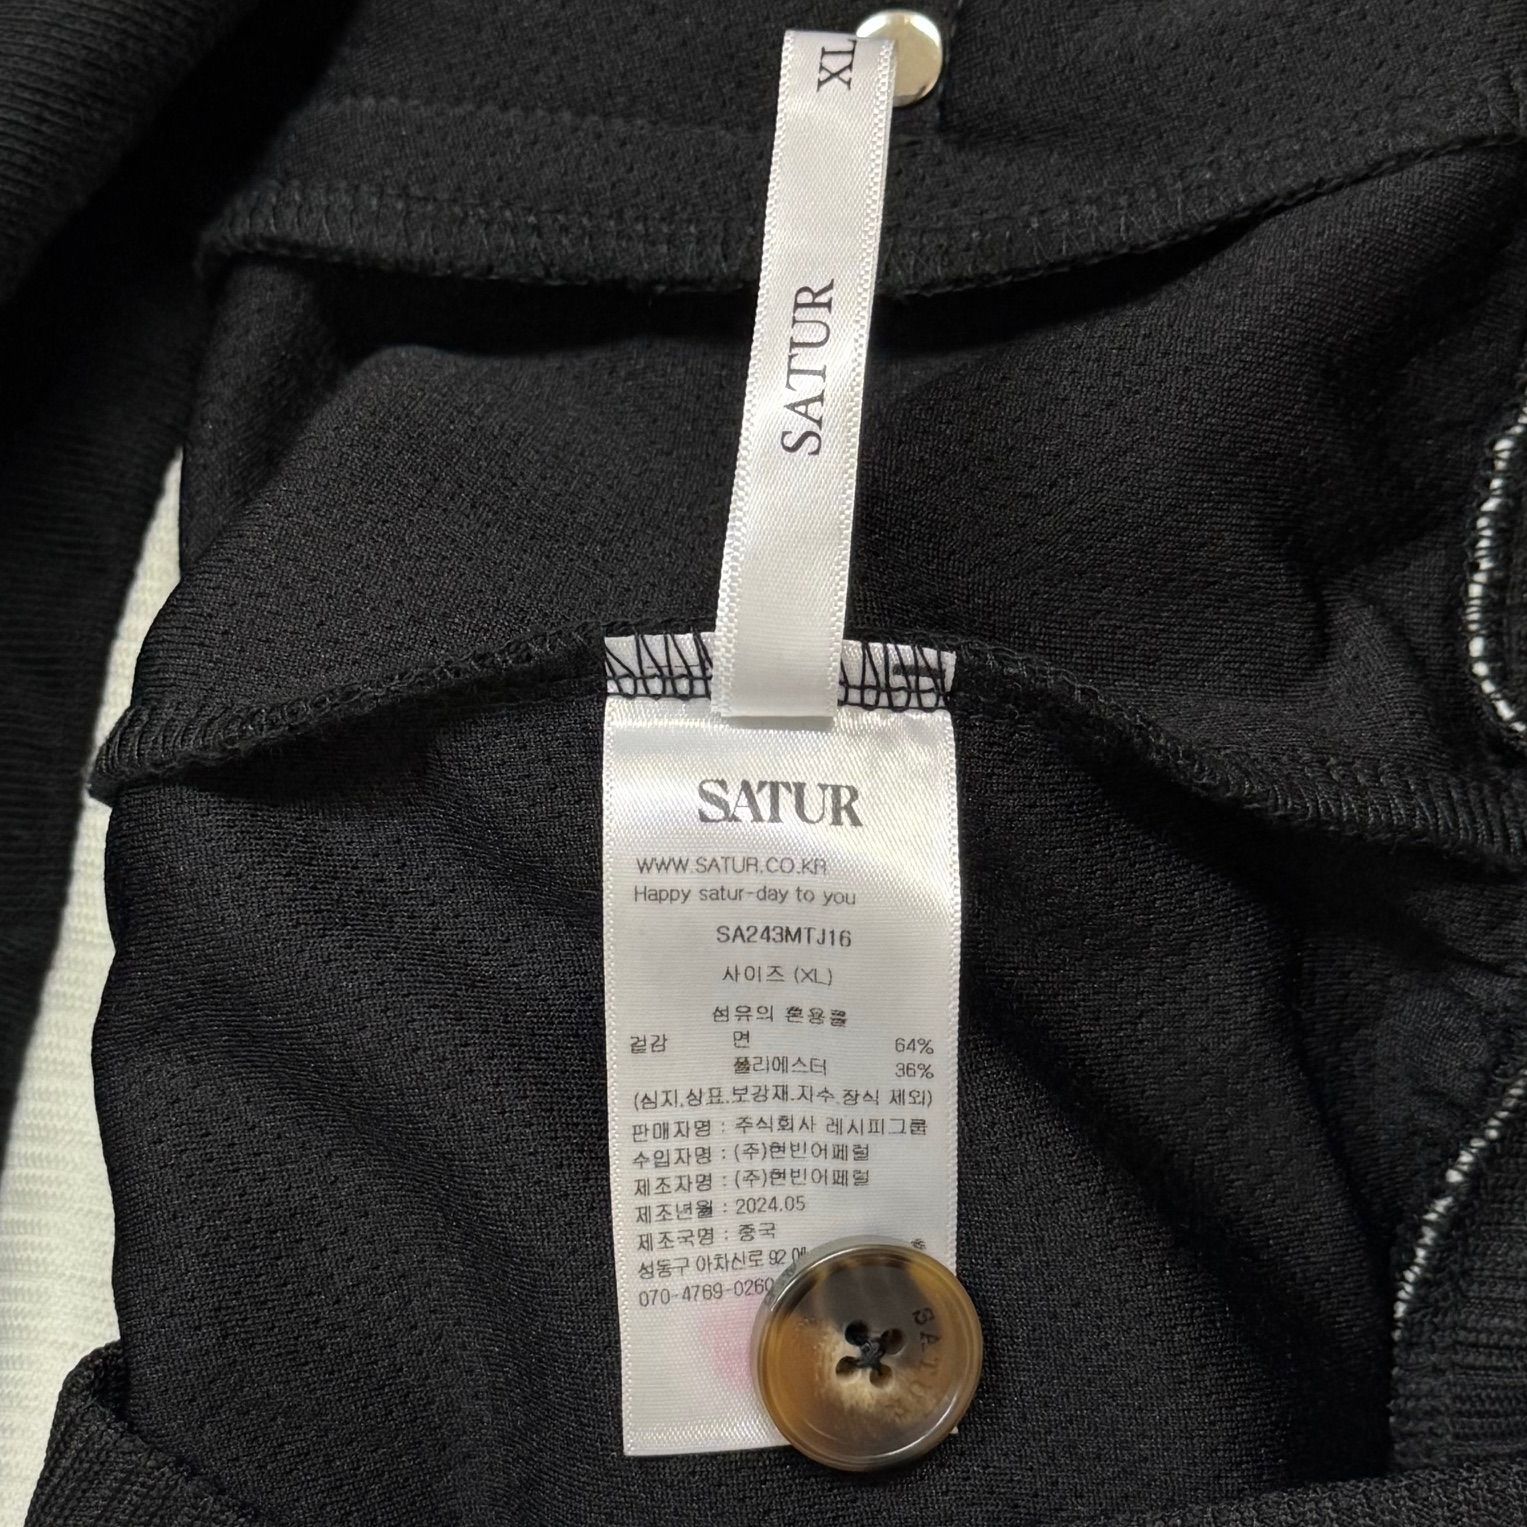 XL
SATUR
SATUR
WWW.SATUR.CO.KR
Happy satur-day to you
SA243MTJ16
사이즈 (XL)
섬유의 혼용률
겉감 면 64%
폴리에스터 36%
(심지,상표,보강재,자수,장식 제외)
판매자명 : 주식회사 레시피그룹
수입자명 : (주)현빈어패럴
제조자명 : (주)현빈어패럴
제조년월 : 2024.05
제조국명 : 중국
성동구 아차산로 92 에 층
070-4769-0260
SATUR